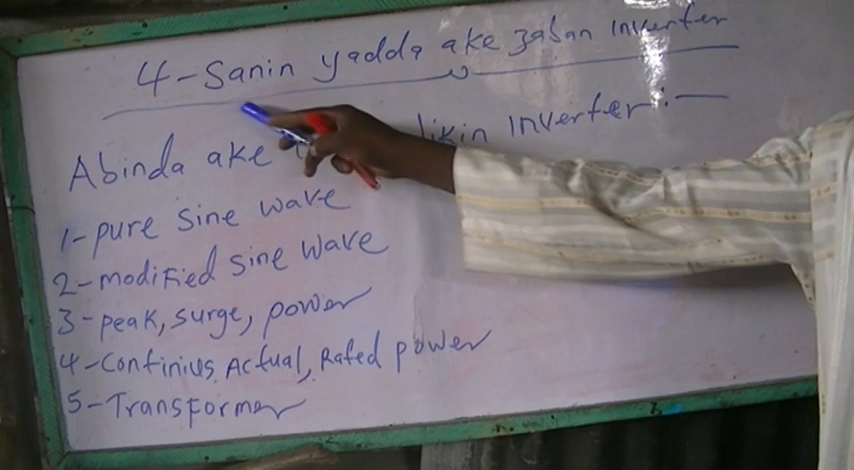 4-Sanin yadda ake zaban inverter
Abinda ake inverter:-
1-pure sine wave
2-modified sine wave
3-peak, surge, power
4-Continius, Actual, Rated power
5-Transformer